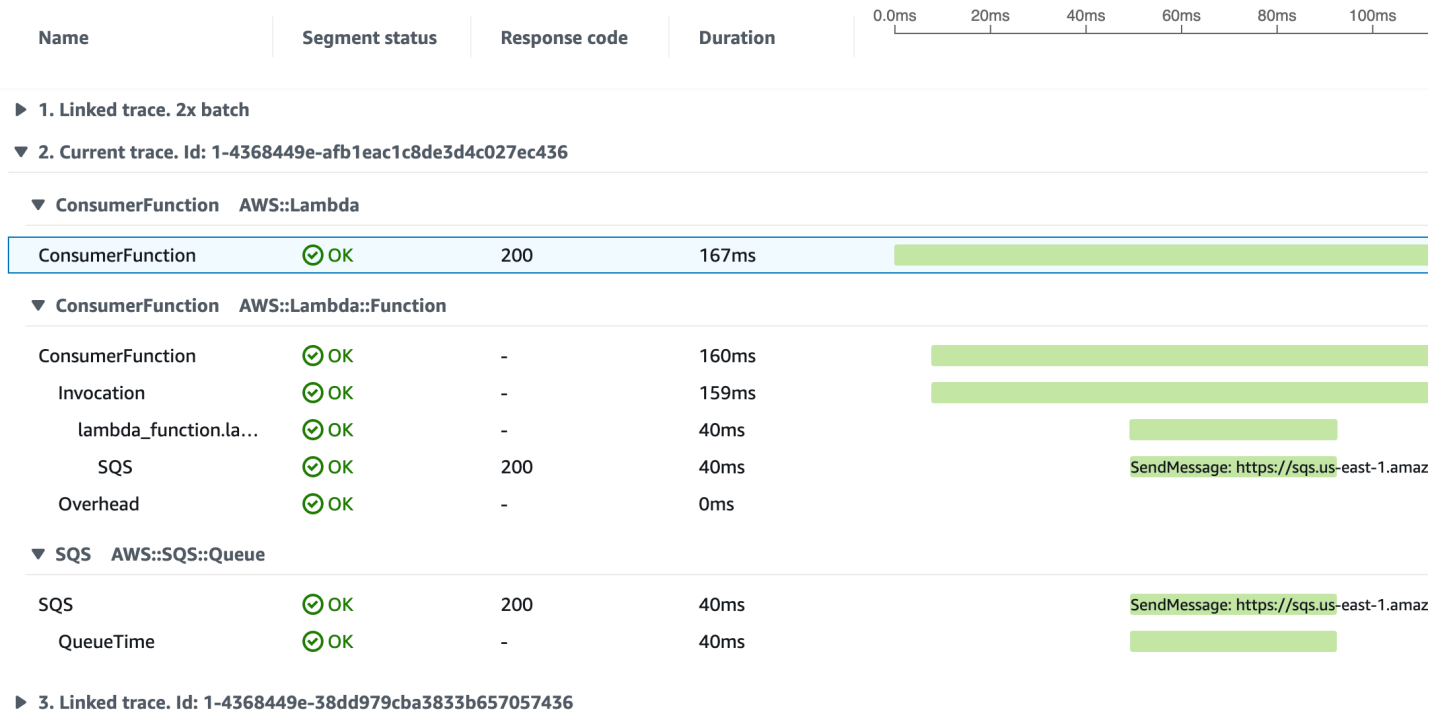 0.0ms 20ms 40ms 60ms 80ms 100ms
Name Segment status Response code Duration
1. Linked trace. 2x batch
2. Current trace. Id: 1-4368449e-afb1eac1c8de3d4c027ec436
ConsumerFunction AWS::Lambda
ConsumerFunction OK 200 167ms
ConsumerFunction AWS::Lambda::Function
ConsumerFunction OK - 160ms
Invocation OK - 159ms
lambda_function.la... OK - 40ms
SQS OK 200 40ms SendMessage: https://sqs.us-east-1.amaz
Overhead OK - 0ms
SQS AWS::SQS::Queue
SQS OK 200 40ms SendMessage: https://sqs.us-east-1.amaz
QueueTime OK - 40ms
3. Linked trace. Id: 1-4368449e-38dd979cba3833b657057436